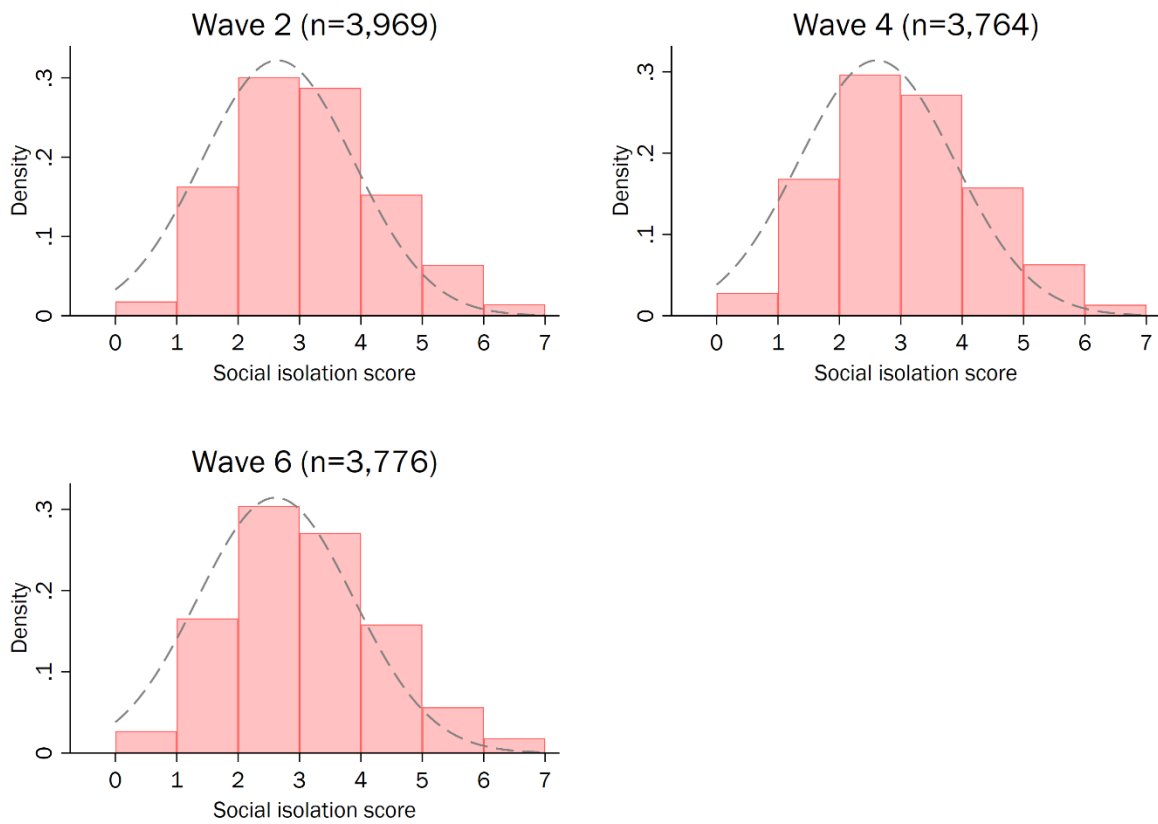 Wave 2 (n=3,969)
Density
.3
.2
.1
0
0 1 2 3 4 5 6 7
Social isolation score
Wave 4 (n=3,764)
Density
.3
.2
.1
0
0 1 2 3 4 5 6 7
Social isolation score
Wave 6 (n=3,776)
Density
.3
.2
.1
0
0 1 2 3 4 5 6 7
Social isolation score